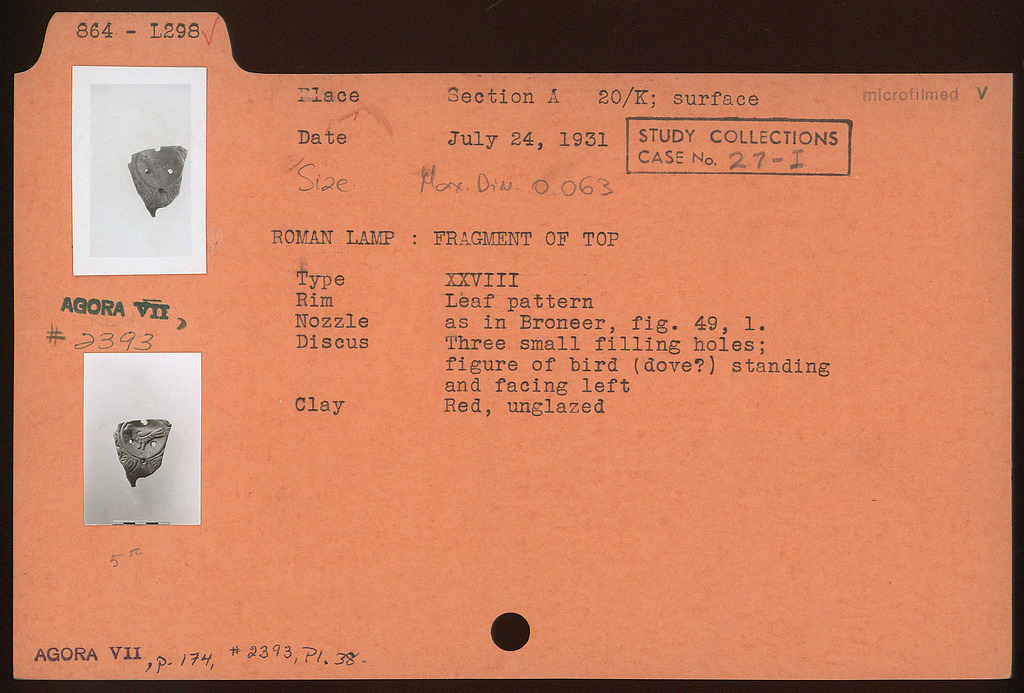 864 - L298 ✓
Place Section A 20/K; surface
microfilmed V
Date July 24, 1931
STUDY COLLECTIONS
CASE No. 27-I
Size. Max. Dim. 0.063
ROMAN LAMP : FRAGMENT OF TOP
Type XXVIII
Rim Leaf pattern
Nozzle as in Broneer, fig. 49, 1.
Discus Three small filling holes;
figure of bird (dove?) standing
and facing left
Clay Red, unglazed
AGORA VII,
# 2393
AGORA VII, p. 174, # 2393, Pl. 38.